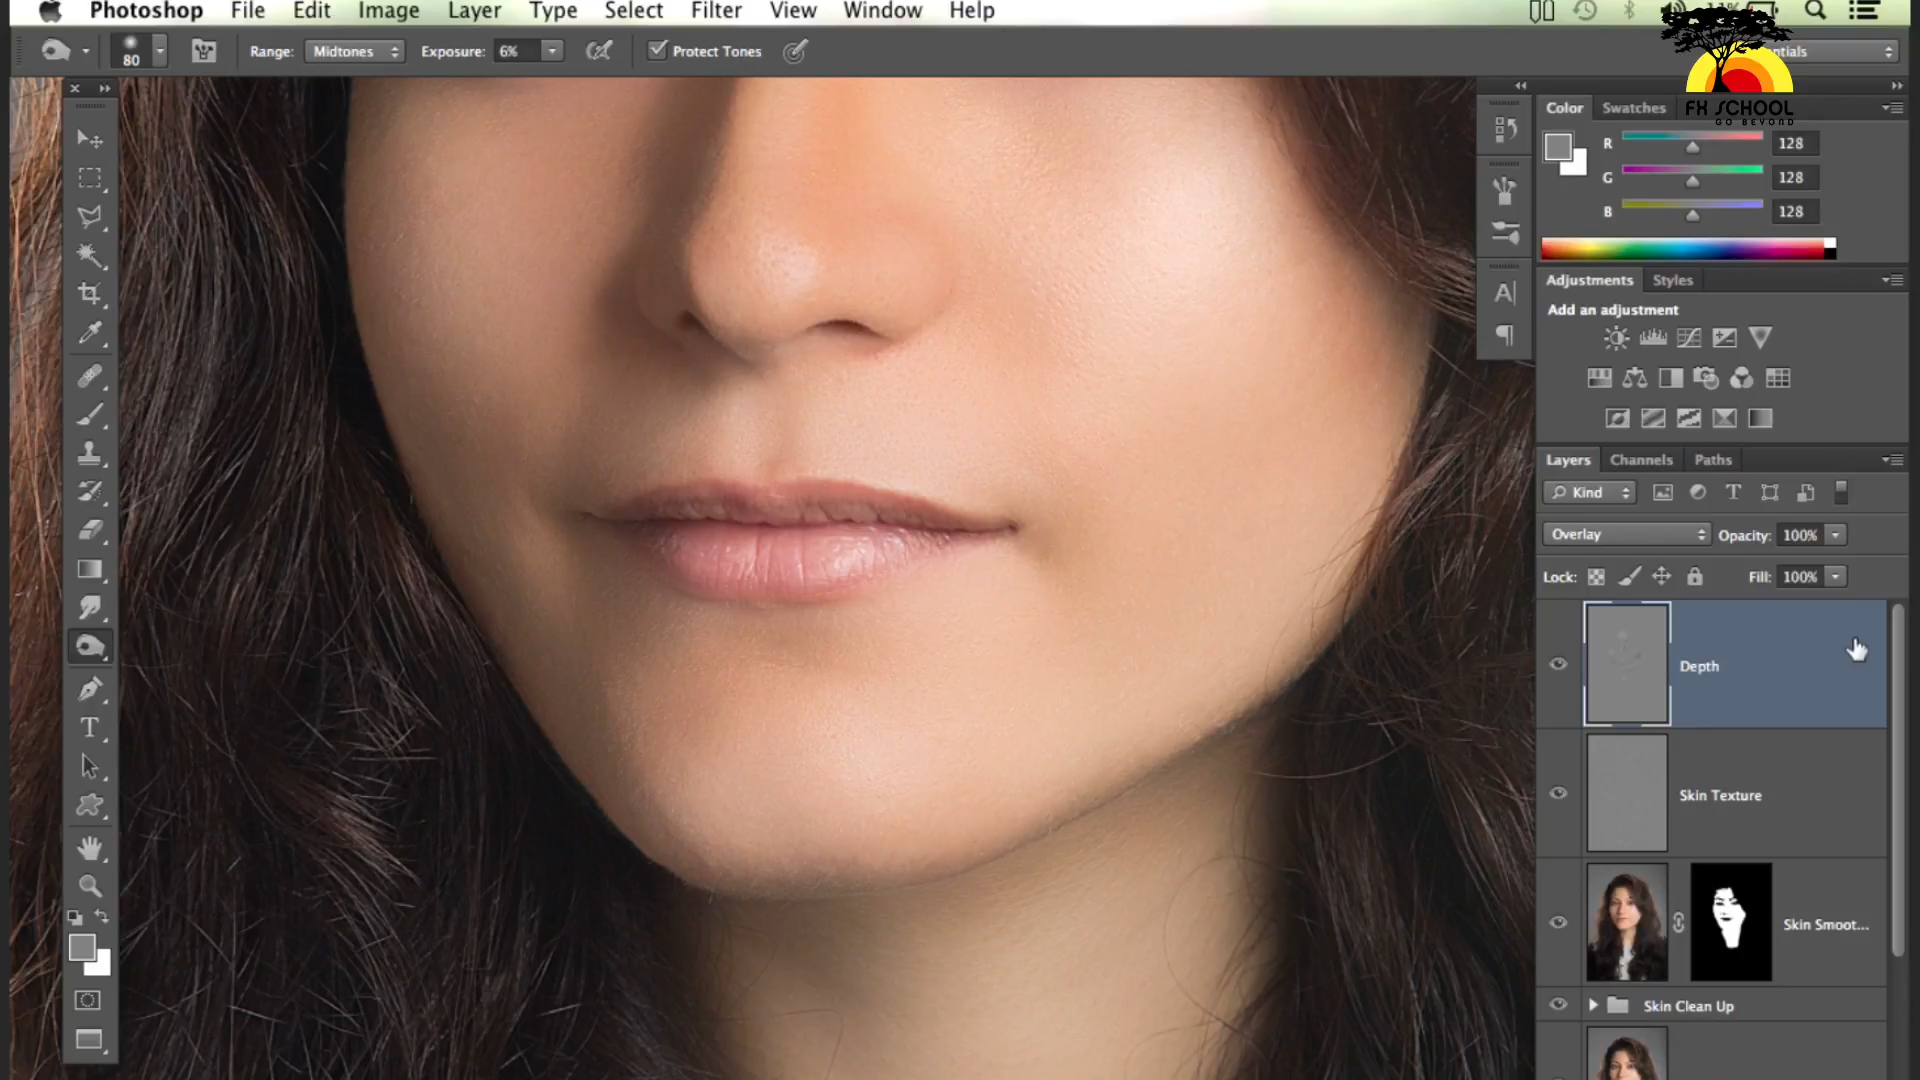 Photoshop File Edit Image Layer Type Select Filter View Window Help
80 Range: Midtones Exposure: 6% Protect Tones
FX SCHOOL
GO BEYOND
Color Swatches
R 128
G 128
B 128
Adjustments Styles
Add an adjustment
Layers Channels Paths
Kind
Overlay Opacity: 100%
Lock: Fill: 100%
Depth
Skin Texture
Skin Smoot...
Skin Clean Up